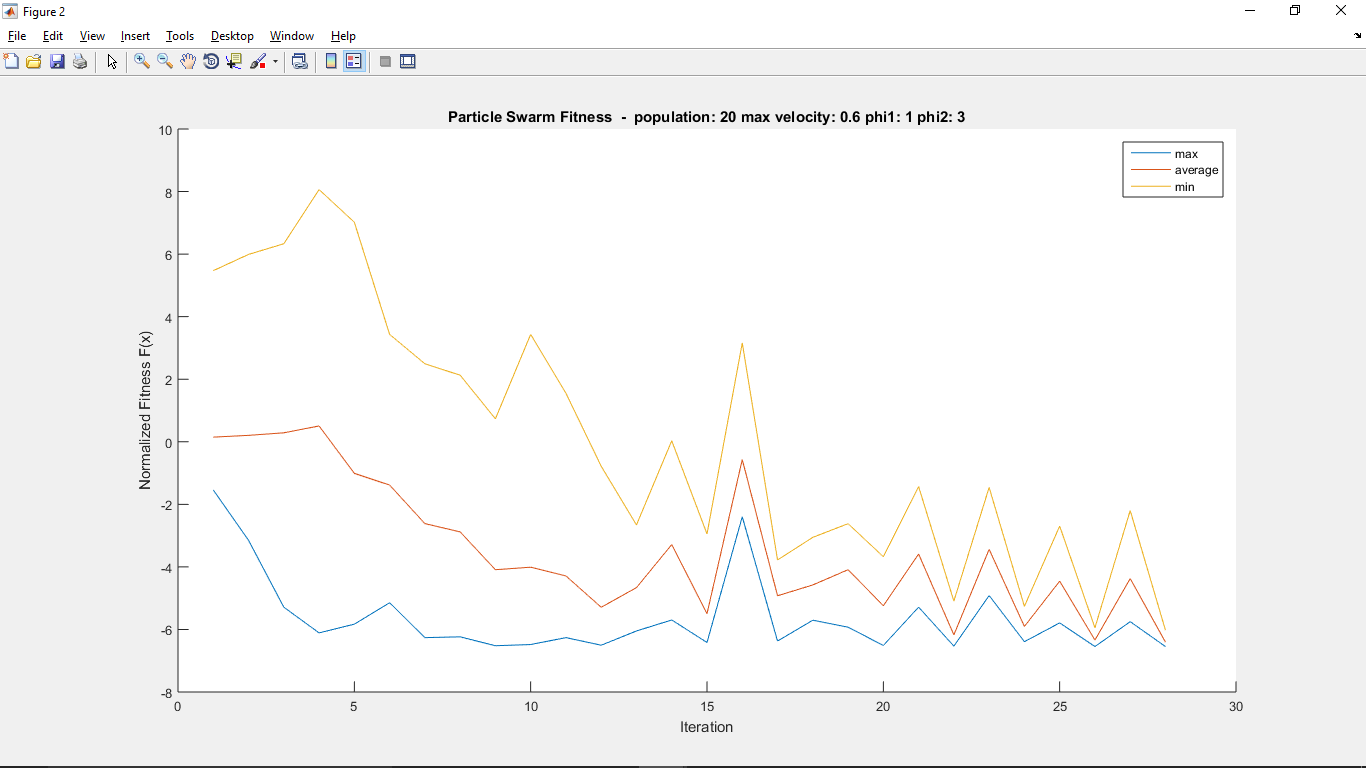 Figure 2
File Edit View Insert Tools Desktop Window Help
Particle Swarm Fitness - population: 20 max velocity: 0.6 phi1: 1 phi2: 3
max
average
min
10
8
6
4
2
0
-2
-4
-6
-8
Normalized Fitness F(x)
0 5 10 15 20 25 30
Iteration